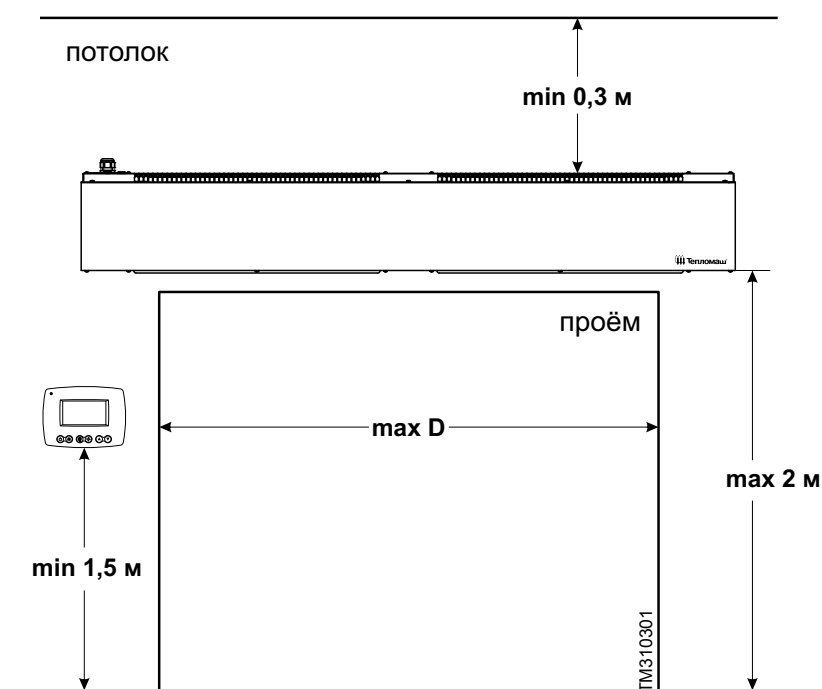 потолок
min 0,3 м
Тепломаш
проём
max D
max 2 м
min 1,5 м
TM310301